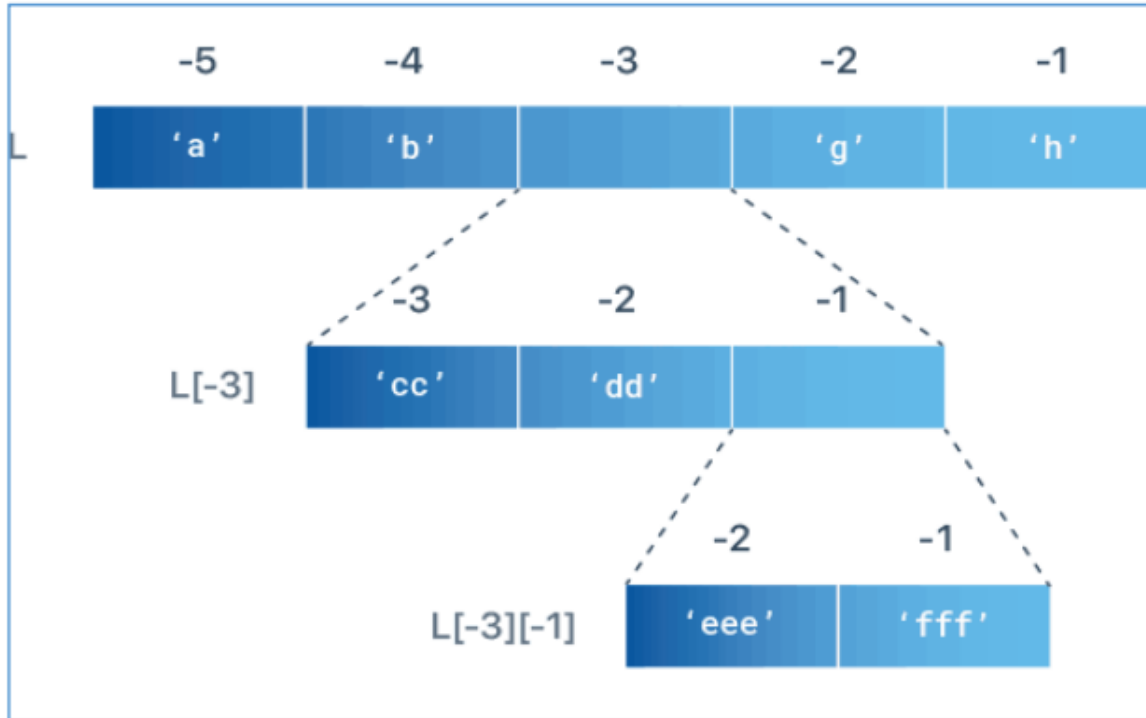 -5 -4 -3 -2 -1
L ‘a’ ‘b’ ‘g’ ‘h’
-3 -2 -1
L[-3] ‘cc’ ‘dd’
-2 -1
L[-3][-1] ‘eee’ ‘fff’